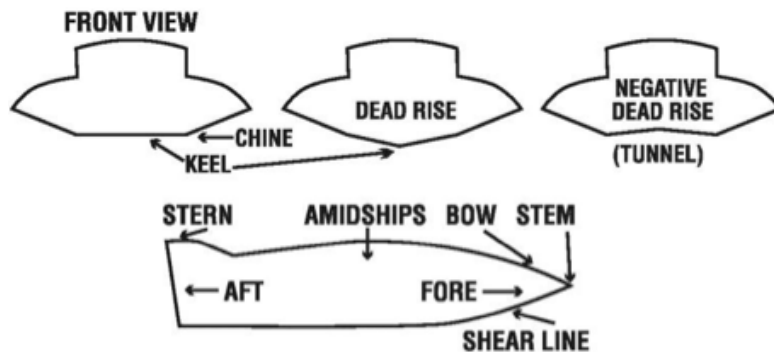 FRONT VIEW
DEAD RISE
NEGATIVE
DEAD RISE
CHINE
KEEL
(TUNNEL)
STERN
AMIDSHIPS
BOW
STEM
AFT
FORE
SHEAR LINE